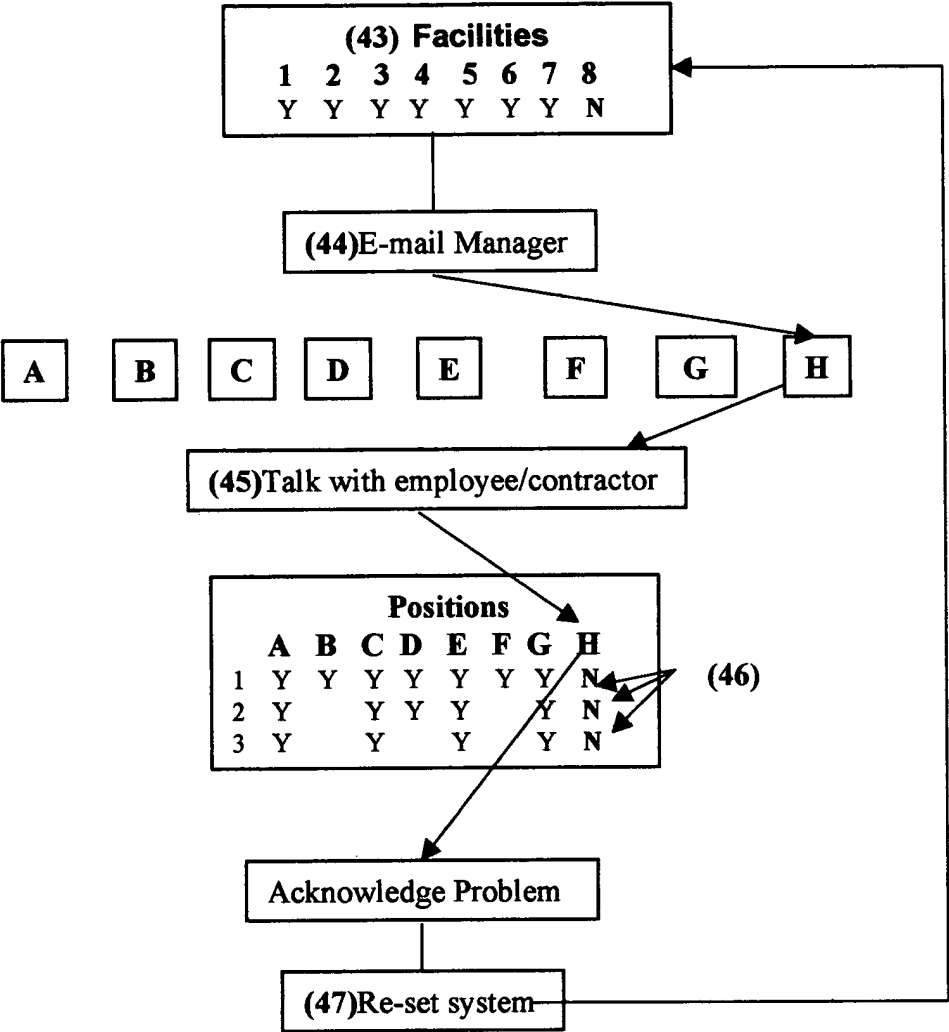 (43) Facilities
1 2 3 4 5 6 7 8
Y Y Y Y Y Y Y N
(44)E-mail Manager
A B C D E F G H
(45)Talk with employee/contractor
Positions
A B C D E F G H
1 Y Y Y Y Y Y Y N (46)
2 Y Y Y Y Y N
3 Y Y Y Y N
Acknowledge Problem
(47)Re-set system